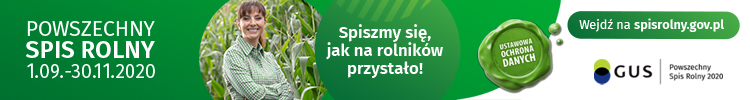 POWSZECHNY
SPIS ROLNY
1.09.-30.11.2020
Spiszmy się,
jak na rolników
przystało!
USTAWOWA
OCHRONA
DANYCH
Wejdź na spisrolny.gov.pl
GUS
Powszechny
Spis Rolny 2020